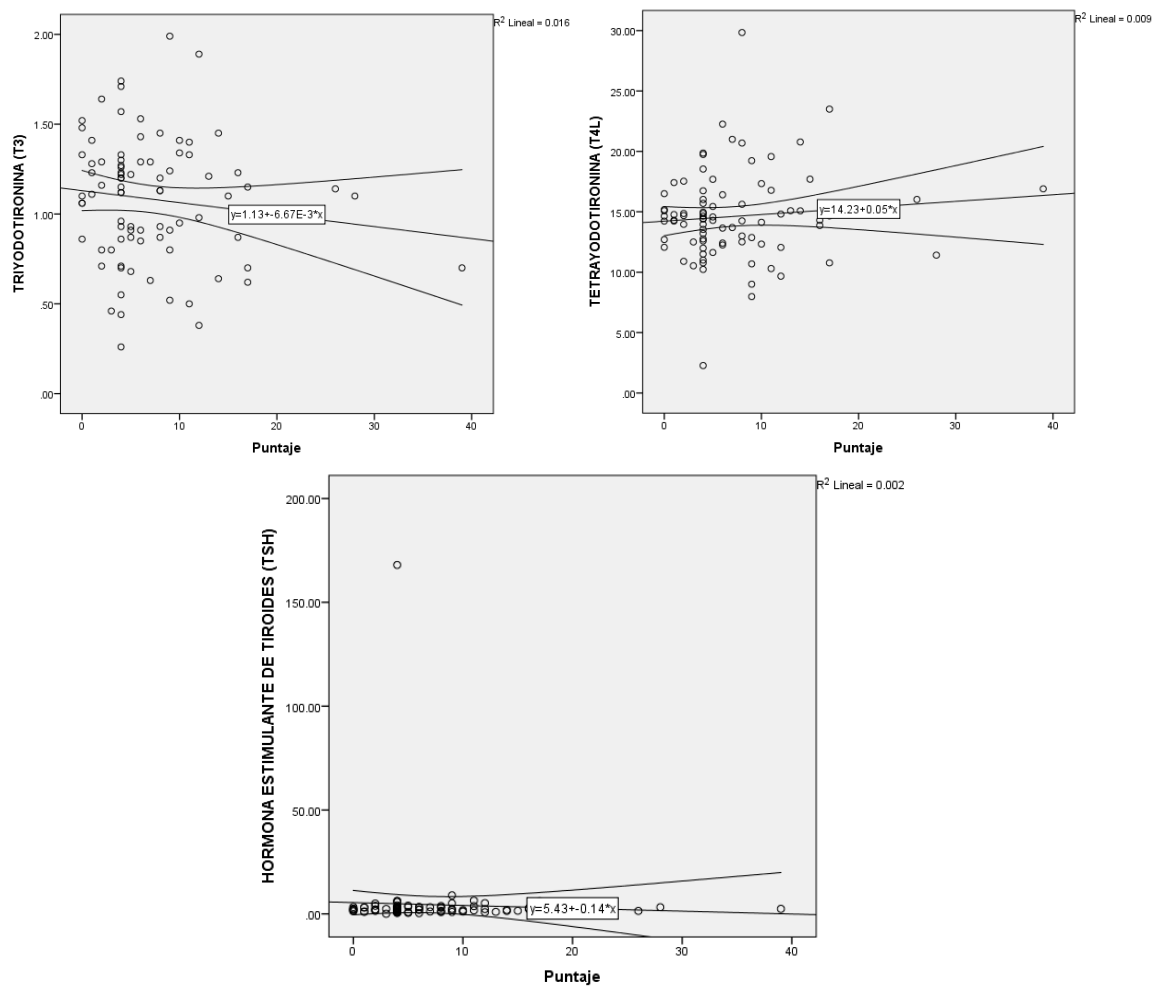 R² Lineal = 0.016
2.00
1.50
1.00
.50
.00
TRIYODOTIRONINA (T3)
y=1.13+-6.67E-3*x
0 10 20 30 40
Puntaje
R² Lineal = 0.009
30.00
25.00
20.00
15.00
10.00
5.00
.00
TETRAYODOTIRONINA (T4L)
y=14.23+0.05*x
0 10 20 30 40
Puntaje
R² Lineal = 0.002
200.00
150.00
100.00
50.00
.00
HORMONA ESTIMULANTE DE TIROIDES (TSH)
y=5.43+-0.14*x
0 10 20 30 40
Puntaje